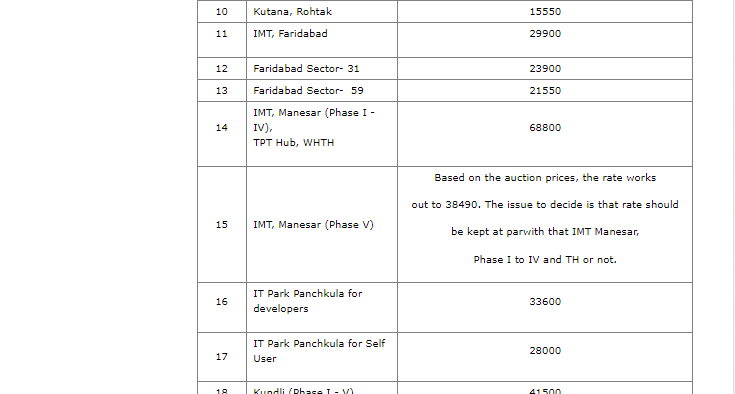 10 Kutana, Rohtak 15550
11 IMT, Faridabad 29900
12 Faridabad Sector- 31 23900
13 Faridabad Sector- 59 21550
14 IMT, Manesar (Phase I -
IV),
TPT Hub, WHTH 68800
15 IMT, Manesar (Phase V) Based on the auction prices, the rate works
out to 38490. The issue to decide is that rate should
be kept at parwith that IMT Manesar,
Phase I to IV and TH or not.
16 IT Park Panchkula for
developers 33600
17 IT Park Panchkula for Self
User 28000
18 Kundli (Phase I - V) 41500